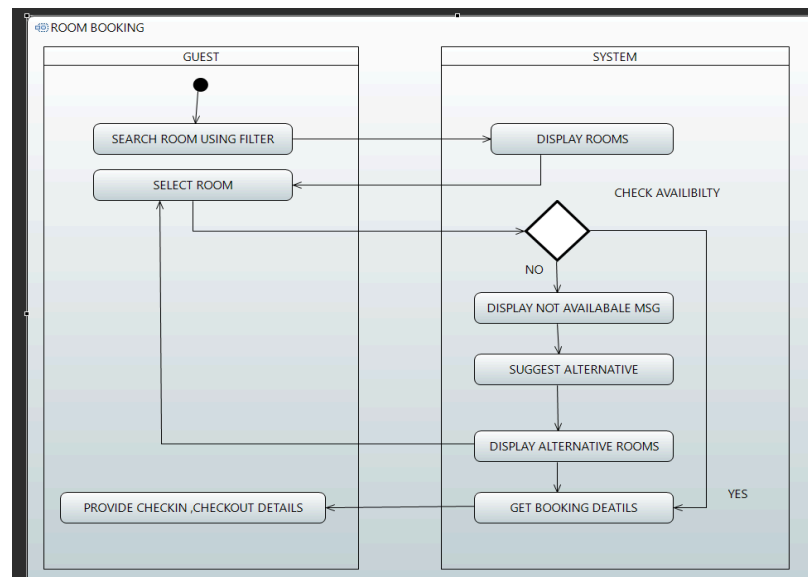 ROOM BOOKING
GUEST
SYSTEM
SEARCH ROOM USING FILTER
DISPLAY ROOMS
SELECT ROOM
CHECK AVAILIBILTY
NO
DISPLAY NOT AVAILABALE MSG
SUGGEST ALTERNATIVE
DISPLAY ALTERNATIVE ROOMS
YES
PROVIDE CHECKIN ,CHECKOUT DETAILS
GET BOOKING DEATILS